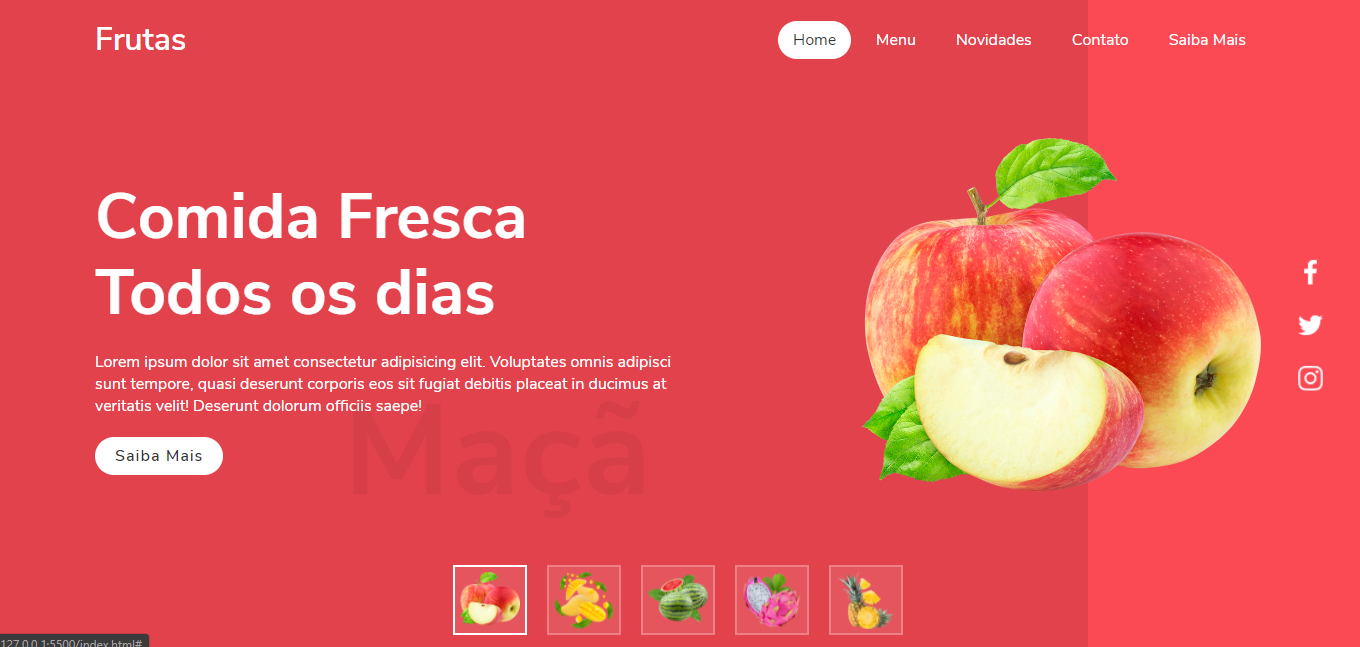 Frutas
Home Menu Novidades Contato Saiba Mais
Comida Fresca
Todos os dias
Lorem ipsum dolor sit amet consectetur adipisicing elit. Voluptates omnis adipisci
sunt tempore, quasi deserunt corporis eos sit fugiat debitis placeat in ducimus at
veritatis velit! Deserunt dolorum officiis saepe!
Maçã
Saiba Mais
127.0.0.1:5500/index.html#